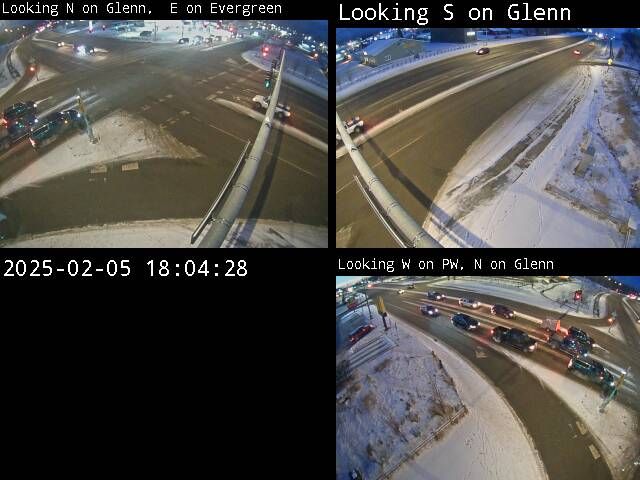 Looking N on Glenn,  E on Evergreen
Looking S on Glenn
2025-02-05 18:04:28
Looking W on PW, N on Glenn